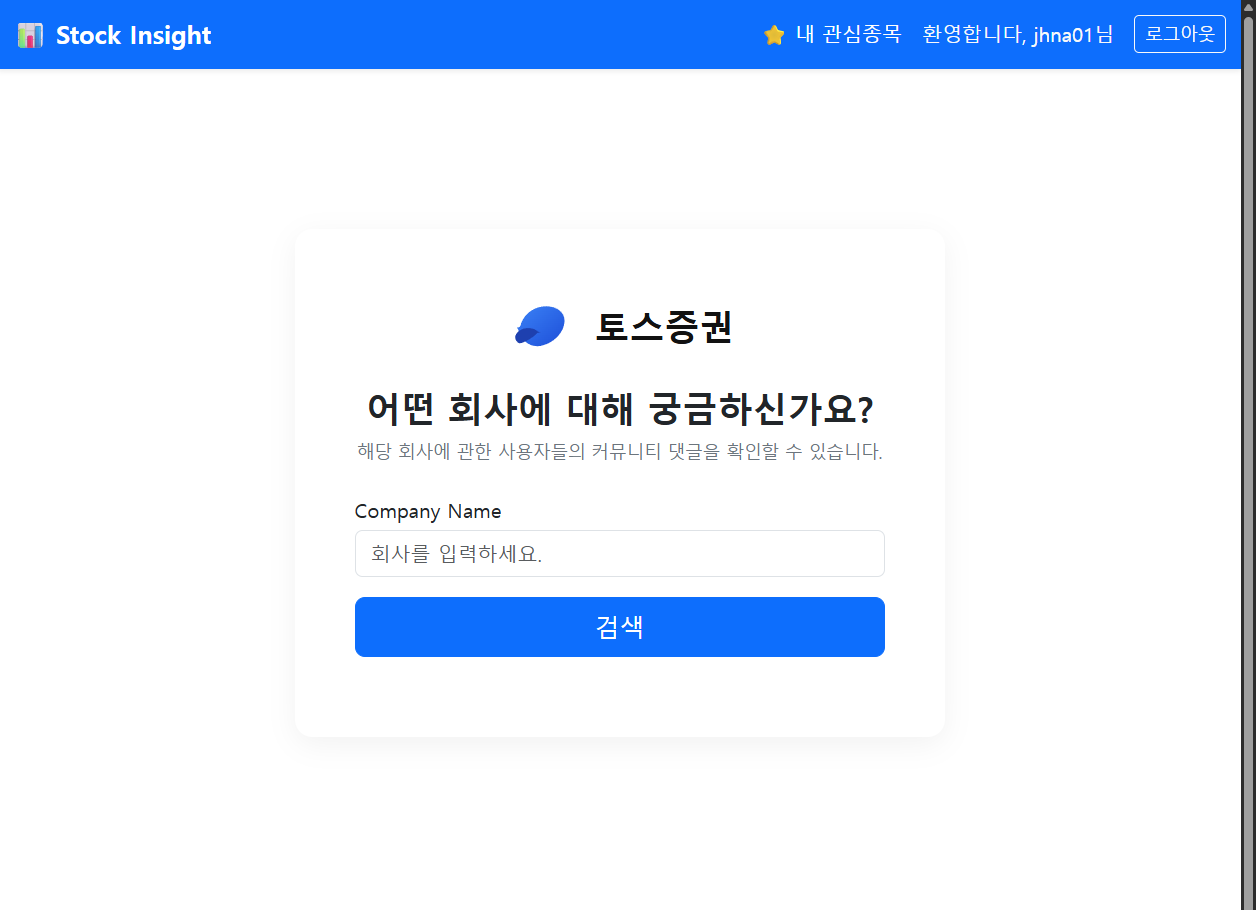 Stock Insight
내 관심종목 환영합니다, jhna01님 로그아웃
토스증권
어떤 회사에 대해 궁금하신가요?
해당 회사에 관한 사용자들의 커뮤니티 댓글을 확인할 수 있습니다.
Company Name
회사를 입력하세요.
검색